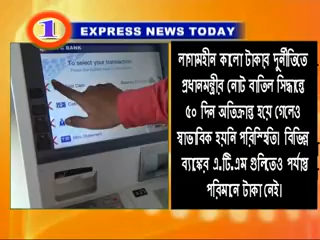 1 EXPRESS NEWS TODAY
BANK
To select your transaction
লাগামহীন কালো টাকার দুর্নীতিতে
প্রধানমন্ত্রীর নোট বাতিল সিদ্ধান্তে
৫০ দিন অতিক্রান্ত হয়ে গেলেও
স্বাভাবিক হয়নি পরিস্থিতা বিভিন্ন
ব্যাঙ্কের এ.টি.এম গুলিতেও পর্যাপ্ত
পরিমানে টাকা নেই।